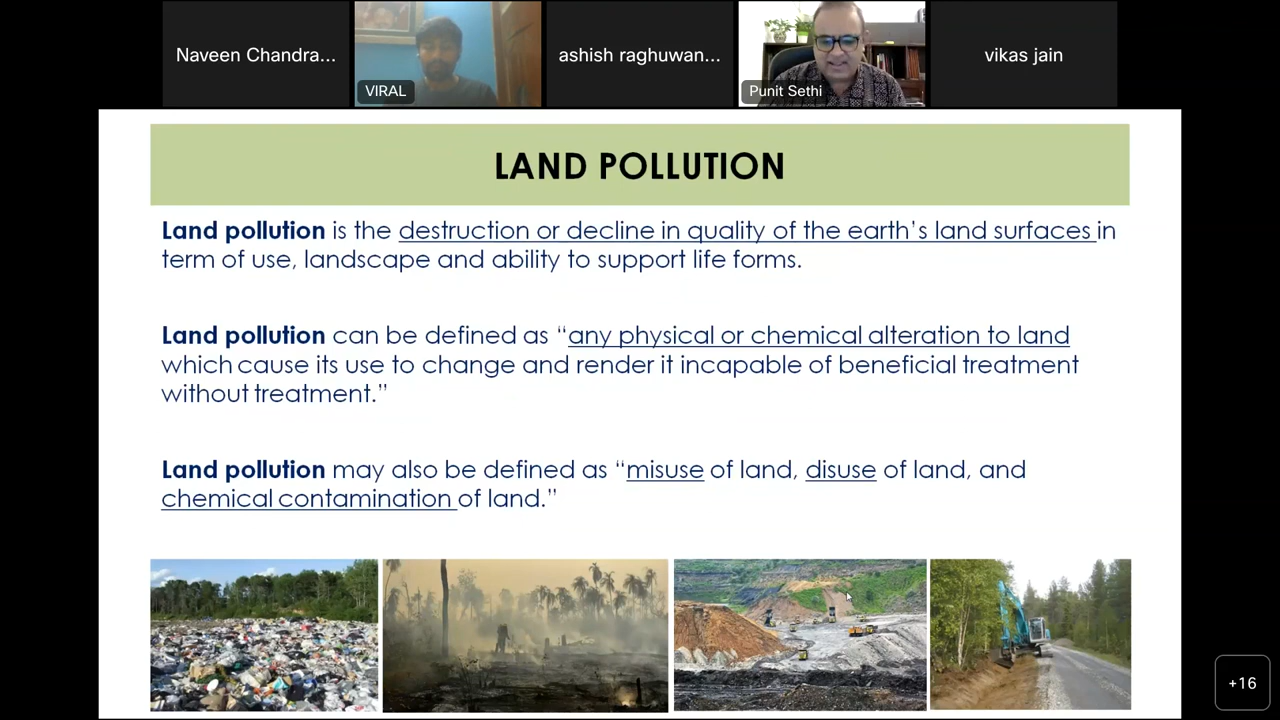 Naveen Chandra...
VIRAL
ashish raghuwan...
Punit Sethi
vikas jain
LAND POLLUTION
Land pollution is the destruction or decline in quality of the earth's land surfaces in
term of use, landscape and ability to support life forms.
Land pollution can be defined as “any physical or chemical alteration to land
which cause its use to change and render it incapable of beneficial treatment
without treatment.”
Land pollution may also be defined as “misuse of land, disuse of land, and
chemical contamination of land.”
+16